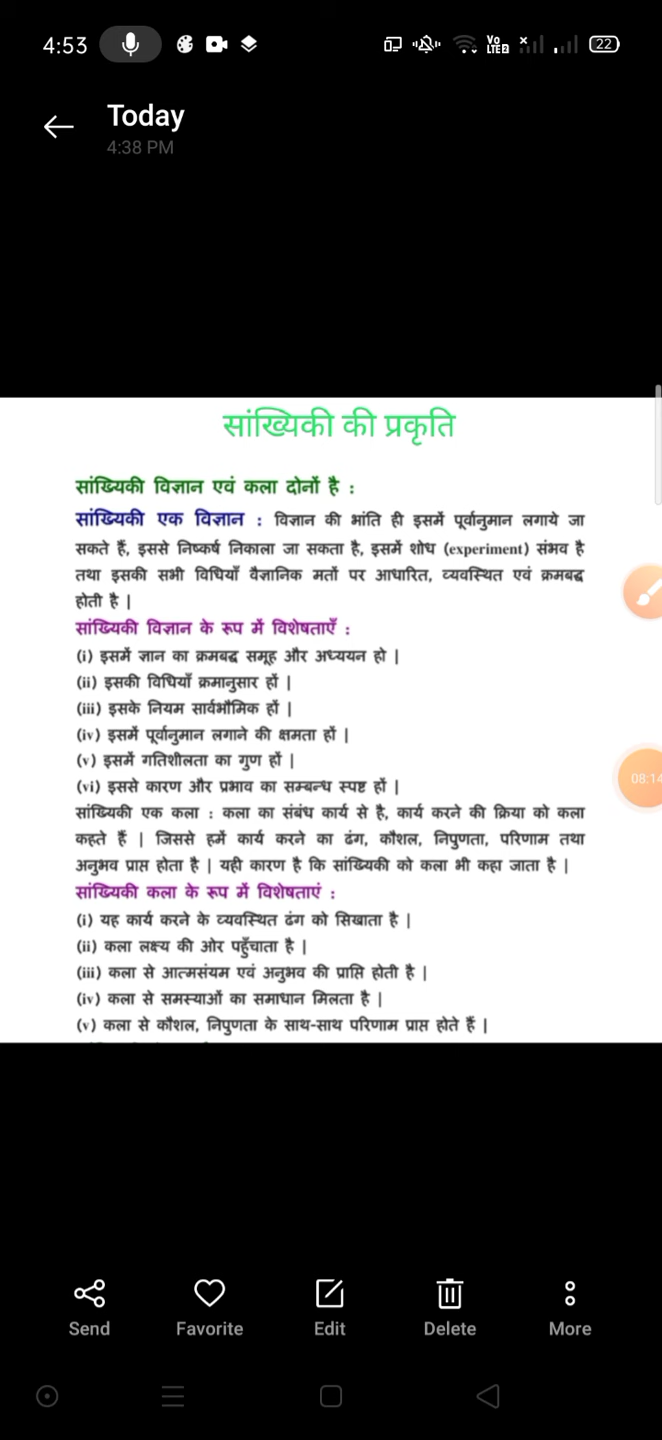 4:53
Vo
LTE 2
22
Today
4:38 PM
सांख्यिकी की प्रकृति
सांख्यिकी विज्ञान एवं कला दोनों है :
सांख्यिकी एक विज्ञान : विज्ञान की भांति ही इसमें पूर्वानुमान लगाये जा
सकते हैं, इससे निष्कर्ष निकाला जा सकता है, इसमें शोध (experiment) संभव है
तथा इसकी सभी विधियाँ वैज्ञानिक मतों पर आधारित, व्यवस्थित एवं क्रमबद्ध
होती है |
सांख्यिकी विज्ञान के रूप में विशेषताएँ :
(i) इसमें ज्ञान का क्रमबद्ध समूह और अध्ययन हो |
(ii) इसकी विधियाँ क्रमानुसार हों |
(iii) इसके नियम सार्वभौमिक हों |
(iv) इसमें पूर्वानुमान लगाने की क्षमता हों |
(v) इसमें गतिशीलता का गुण हों |
(vi) इससे कारण और प्रभाव का सम्बन्ध स्पष्ट हों |
08:14
सांख्यिकी एक कला : कला का संबंध कार्य से है, कार्य करने की क्रिया को कला
कहते हैं | जिससे हमें कार्य करने का ढंग, कौशल, निपुणता, परिणाम तथा
अनुभव प्राप्त होता है | यही कारण है कि सांख्यिकी को कला भी कहा जाता है |
सांख्यिकी कला के रूप में विशेषताएं :
(i) यह कार्य करने के व्यवस्थित ढंग को सिखाता है |
(ii) कला लक्ष्य की ओर पहुँचाता है |
(iii) कला से आत्मसंयम एवं अनुभव की प्राप्ति होती है |
(iv) कला से समस्याओं का समाधान मिलता है |
(v) कला से कौशल, निपुणता के साथ-साथ परिणाम प्राप्त होते हैं |
Send
Favorite
Edit
Delete
More